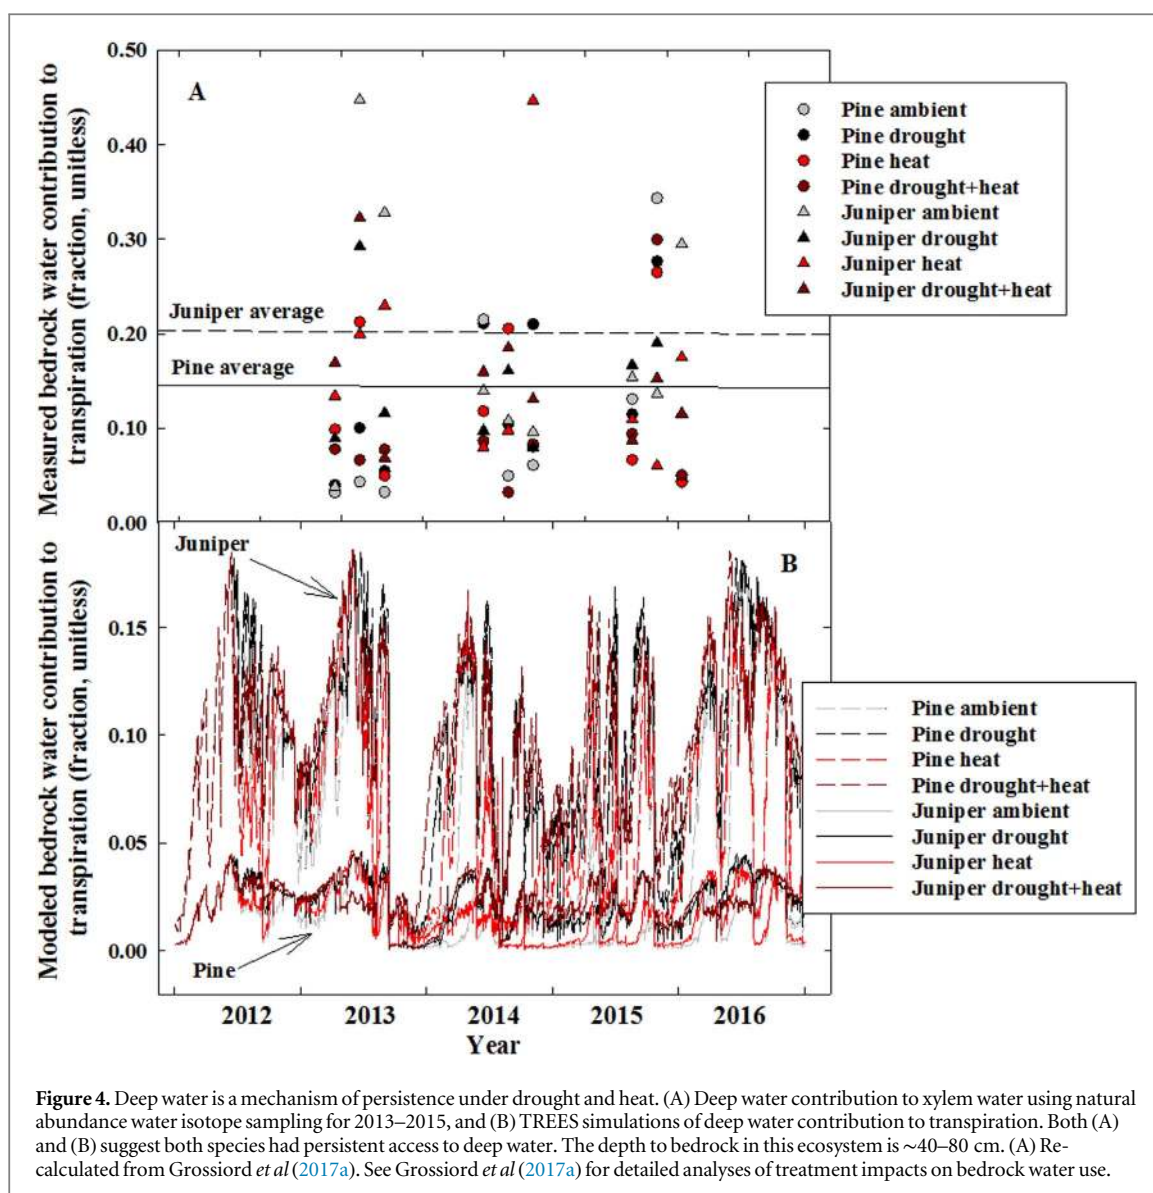 0.50
0.40
0.30
0.20
0.10
0.00
Measured bedrock water contribution to
transpiration (fraction, unitless)
A
Juniper average
Pine average
Pine ambient
Pine drought
Pine heat
Pine drought+heat
Juniper ambient
Juniper drought
Juniper heat
Juniper drought+heat
Modeled bedrock water contribution to
transpiration (fraction, unitless)
0.15
0.10
0.05
0.00
Juniper
B
Pine
Pine ambient
Pine drought
Pine heat
Pine drought+heat
Juniper ambient
Juniper drought
Juniper heat
Juniper drought+heat
2012 2013 2014 2015 2016
Year
Figure 4. Deep water is a mechanism of persistence under drought and heat. (A) Deep water contribution to xylem water using natural
abundance water isotope sampling for 2013–2015, and (B) TREES simulations of deep water contribution to transpiration. Both (A)
and (B) suggest both species had persistent access to deep water. The depth to bedrock in this ecosystem is ~40–80 cm. (A) Re-
calculated from Grossiord et al (2017a). See Grossiord et al (2017a) for detailed analyses of treatment impacts on bedrock water use.